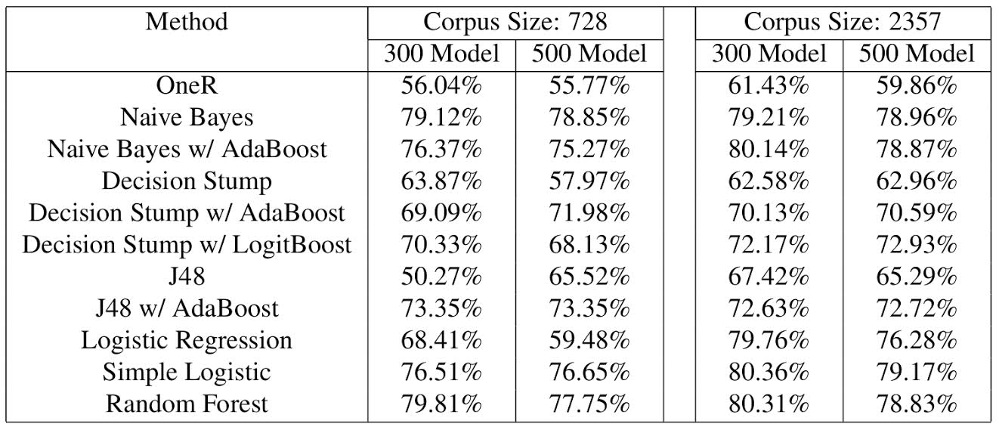 Method Corpus Size: 728 Corpus Size: 2357
300 Model 500 Model 300 Model 500 Model
OneR 56.04% 55.77% 61.43% 59.86%
Naive Bayes 79.12% 78.85% 79.21% 78.96%
Naive Bayes w/ AdaBoost 76.37% 75.27% 80.14% 78.87%
Decision Stump 63.87% 57.97% 62.58% 62.96%
Decision Stump w/ AdaBoost 69.09% 71.98% 70.13% 70.59%
Decision Stump w/ LogitBoost 70.33% 68.13% 72.17% 72.93%
J48 50.27% 65.52% 67.42% 65.29%
J48 w/ AdaBoost 73.35% 73.35% 72.63% 72.72%
Logistic Regression 68.41% 59.48% 79.76% 76.28%
Simple Logistic 76.51% 76.65% 80.36% 79.17%
Random Forest 79.81% 77.75% 80.31% 78.83%